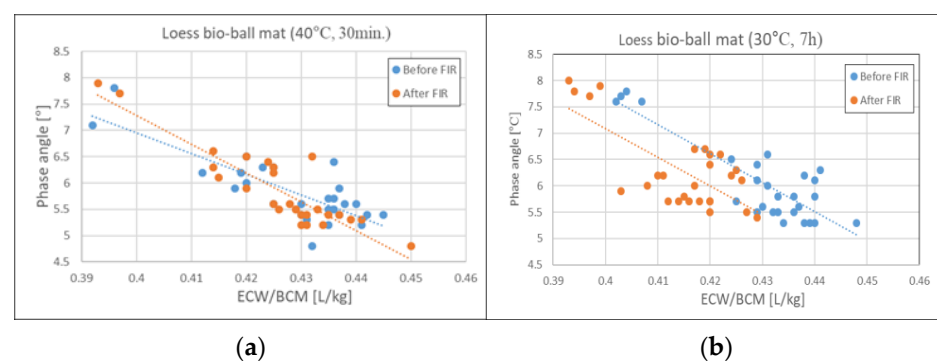 Loess bio-ball mat (40°C, 30min.)
8.5
8
7.5
7
6.5
6
5.5
5
4.5
Phase angle [°]
Before FIR
After FIR
0.39 0.4 0.41 0.42 0.43 0.44 0.45 0.46
ECW/BCM [L/kg]
(a)
Loess bio-ball mat (30°C, 7h)
8.5
8
7.5
7
6.5
6
5.5
5
4.5
Phase angle [°C]
Before FIR
After FIR
0.39 0.4 0.41 0.42 0.43 0.44 0.45 0.46
ECW/BCM [L/kg]
(b)